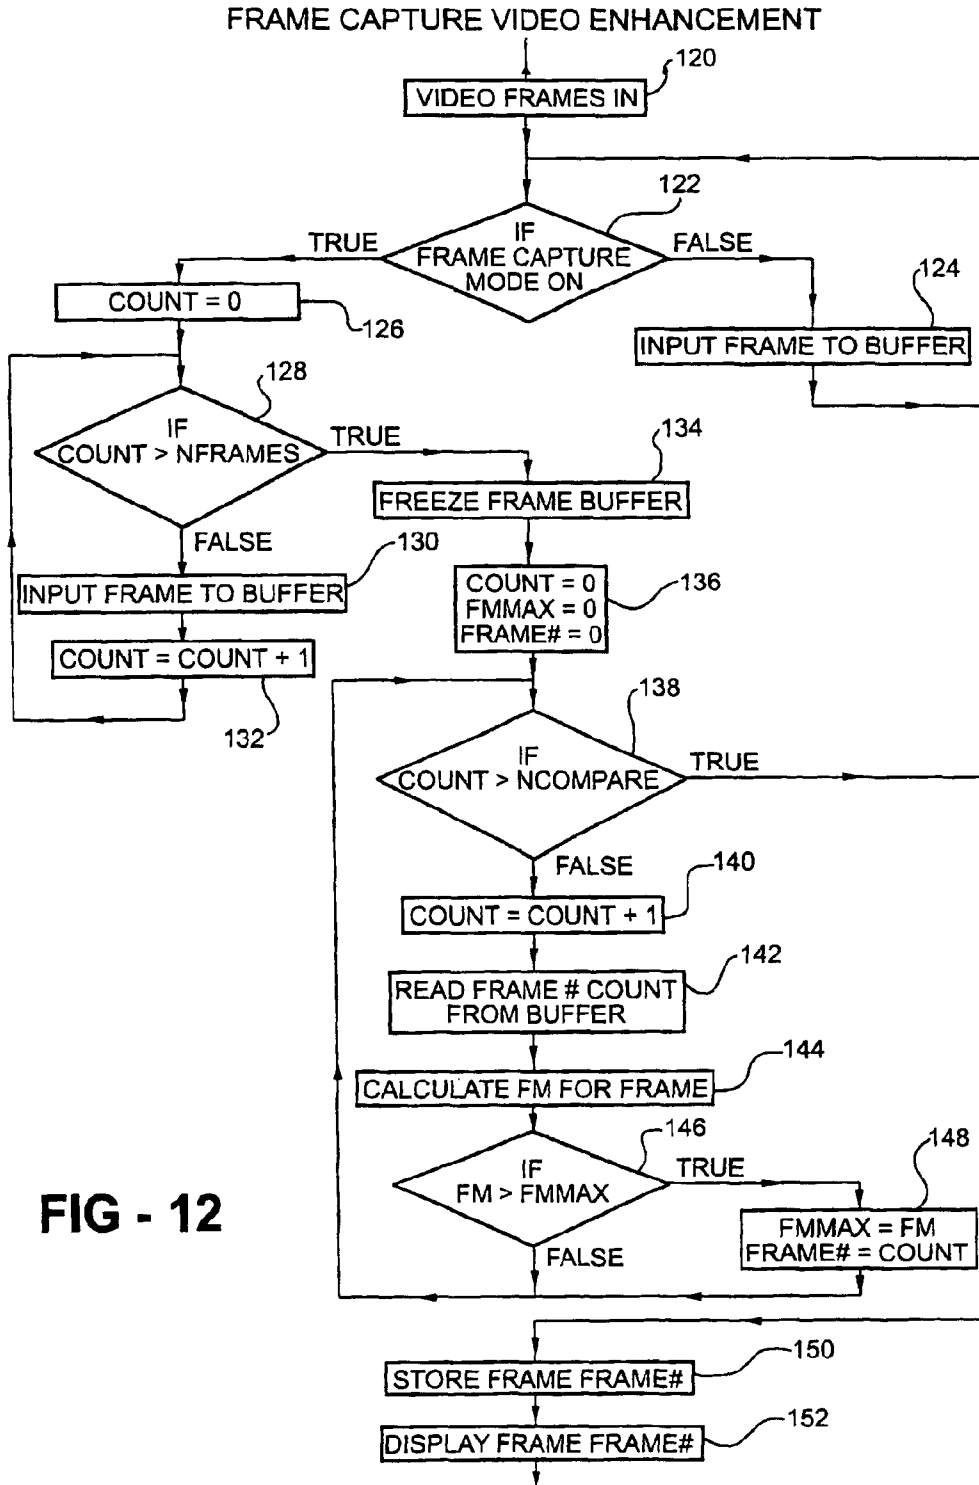 FRAME CAPTURE VIDEO ENHANCEMENT
120
VIDEO FRAMES IN
122
IF
FRAME CAPTURE
MODE ON
TRUE
FALSE
COUNT = 0
126
124
INPUT FRAME TO BUFFER
128
IF
COUNT > NFRAMES
TRUE
FALSE
134
FREEZE FRAME BUFFER
130
INPUT FRAME TO BUFFER
COUNT = 0
FMMAX = 0
FRAME# = 0
136
COUNT = COUNT + 1
132
138
IF
COUNT > NCOMPARE
TRUE
FALSE
140
COUNT = COUNT + 1
142
READ FRAME # COUNT
FROM BUFFER
144
CALCULATE FM FOR FRAME
146
IF
FM > FMMAX
TRUE
FALSE
148
FMMAX = FM
FRAME# = COUNT
FIG - 12
150
STORE FRAME FRAME#
152
DISPLAY FRAME FRAME#